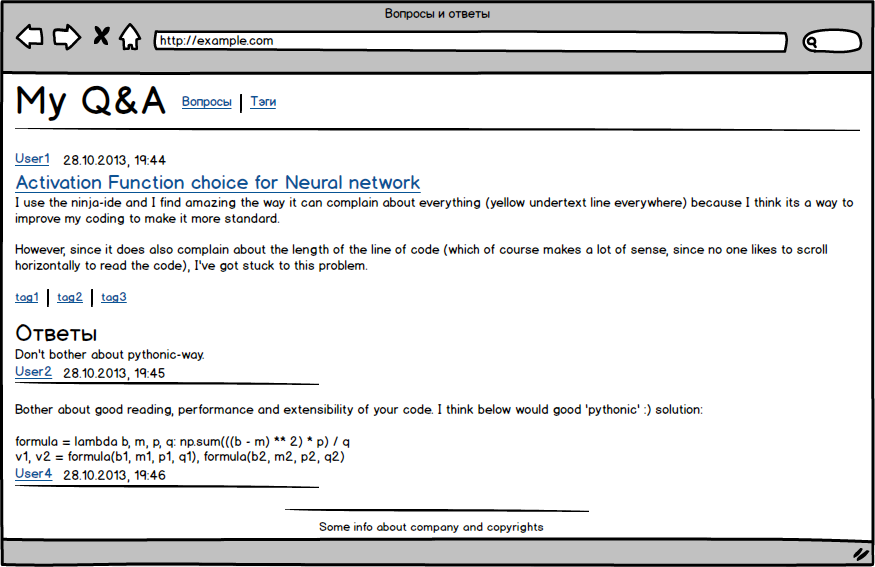 Вопросы и ответы
http://example.com
My Q&A Вопросы | Тэги
User1 28.10.2013, 19:44
Activation Function choice for Neural network
I use the ninja-ide and I find amazing the way it can complain about everything (yellow undertext line everywhere) because I think its a way to
improve my coding to make it more standard.
However, since it does also complain about the length of the line of code (which of course makes a lot of sense, since no one likes to scroll
horizontally to read the code), I've got stuck to this problem.
tag1 | tag2 | tag3
Ответы
Don't bother about pythonic-way.
User2 28.10.2013, 19:45
Bother about good reading, performance and extensibility of your code. I think below would good 'pythonic' :) solution:
formula = lambda b, m, p, q: np.sum(((b - m) ** 2) * p) / q
v1, v2 = formula(b1, m1, p1, q1), formula(b2, m2, p2, q2)
User4 28.10.2013, 19:46
Some info about company and copyrights